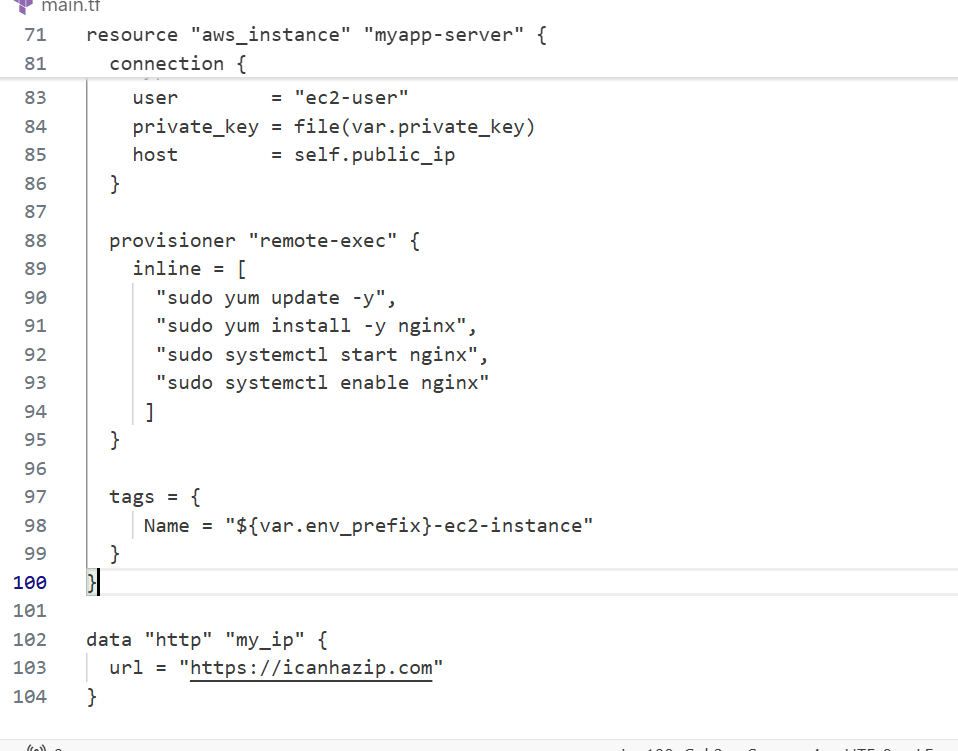 main.tf
71 resource "aws_instance" "myapp-server" {
81 connection {
83 user = "ec2-user"
84 private_key = file(var.private_key)
85 host = self.public_ip
86 }
87
88 provisioner "remote-exec" {
89 inline = [
90 "sudo yum update -y",
91 "sudo yum install -y nginx",
92 "sudo systemctl start nginx",
93 "sudo systemctl enable nginx"
94 ]
95 }
96
97 tags = {
98 Name = "${var.env_prefix}-ec2-instance"
99 }
100 }
101
102 data "http" "my_ip" {
103 url = "https://icanhazip.com"
104 }